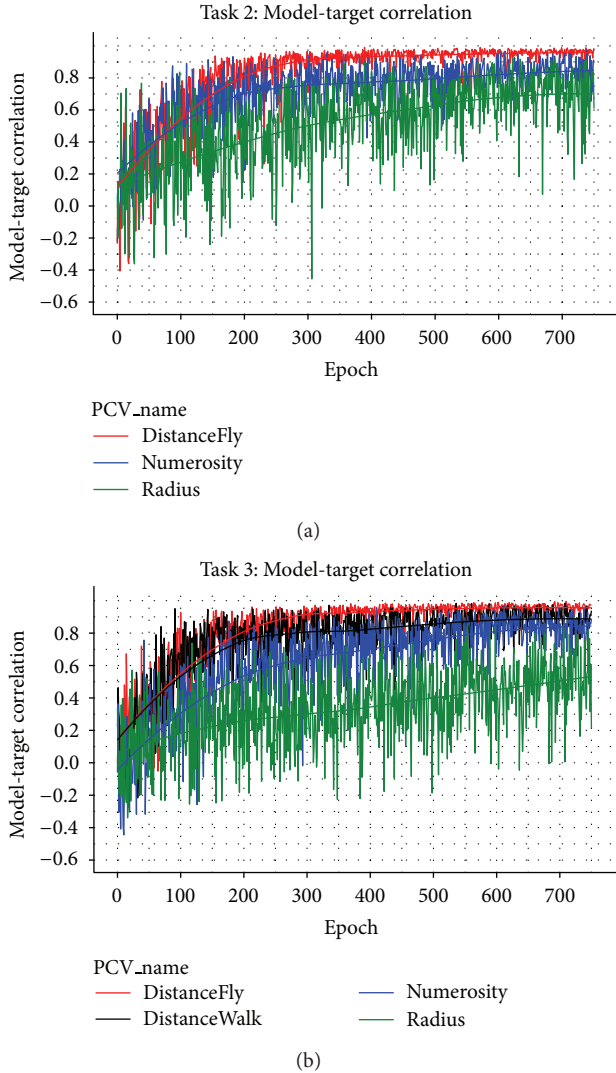 Task 2: Model-target correlation
Model-target correlation
0.8
0.6
0.4
0.2
0.0
−0.2
−0.4
−0.6
0 100 200 300 400 500 600 700
Epoch
PCV_name
DistanceFly
Numerosity
Radius
(a)
Task 3: Model-target correlation
Model-target correlation
0.8
0.6
0.4
0.2
0.0
−0.2
−0.4
−0.6
0 100 200 300 400 500 600 700
Epoch
PCV_name
DistanceFly Numerosity
DistanceWalk Radius
(b)